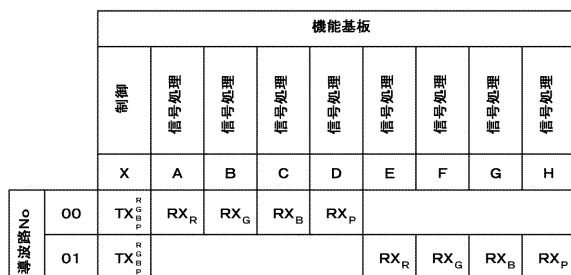 機能基板
制御 信号処理 信号処理 信号処理 信号処理 信号処理 信号処理 信号処理 信号処理
X A B C D E F G H
導波路No
00 TX R G B P RX R RX G RX B RX P
01 TX R G B P RX R RX G RX B RX P